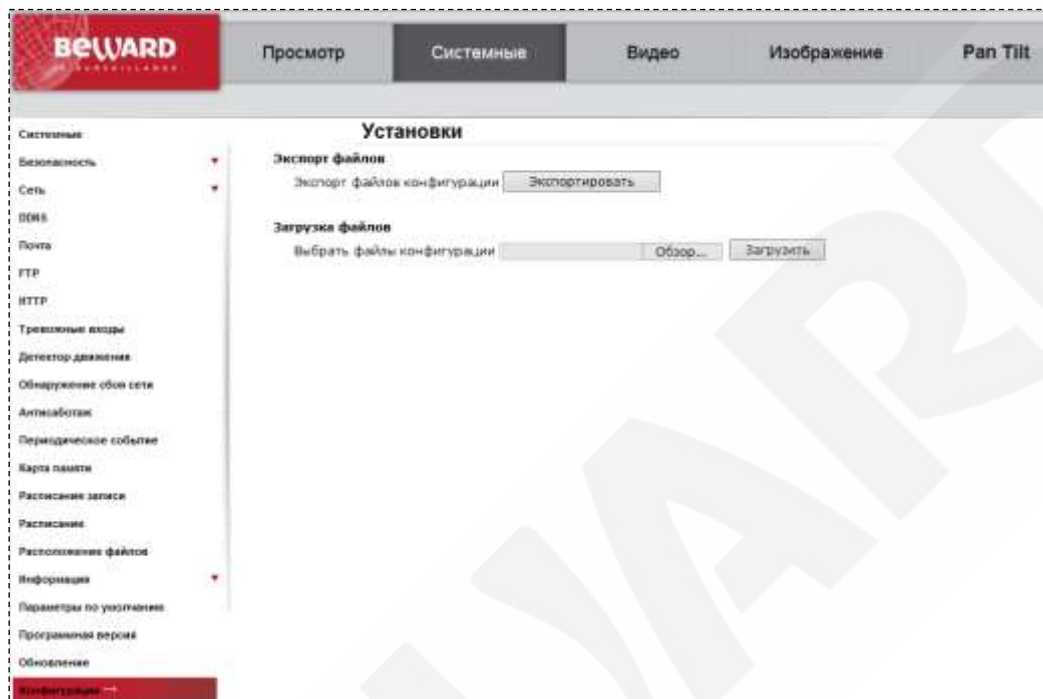 BEWARD
Просмотр
Системные
Видео
Изображение
Pan Tilt
Системные
Безопасность
Сеть
DDNS
Почта
FTP
HTTP
Тревожные входы
Детектор движения
Обнаружение сбоя сети
Антисаботаж
Периодическое событие
Карта памяти
Расписание записи
Расписание
Расположение файлов
Информация
Параметры по умолчанию
Программная версия
Обновление
Конфигурация →
Установки
Экспорт файлов
Экспорт файлов конфигурации Экспортировать
Загрузка файлов
Выбрать файлы конфигурации Обзор... Загрузить